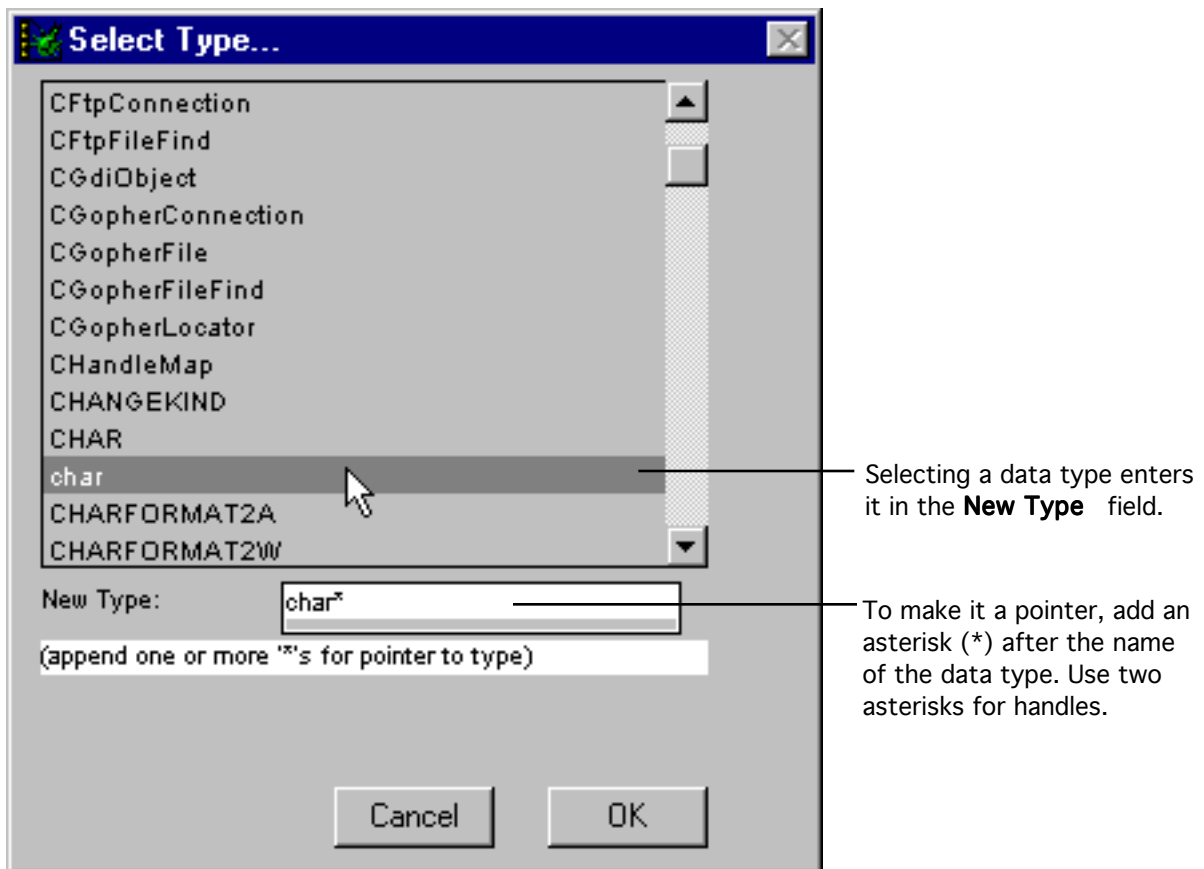 Select Type...
CFtpConnection
CFtpFileFind
CGdiObject
CGopherConnection
CGopherFile
CGopherFileFind
CGopherLocator
CHandleMap
CHANGEKIND
CHAR
char
CHARFORMAT2A
CHARFORMAT2W
Selecting a data type enters
it in the New Type field.
New Type: char*
(append one or more '*'s for pointer to type)
To make it a pointer, add an
asterisk (*) after the name
of the data type. Use two
asterisks for handles.
Cancel OK